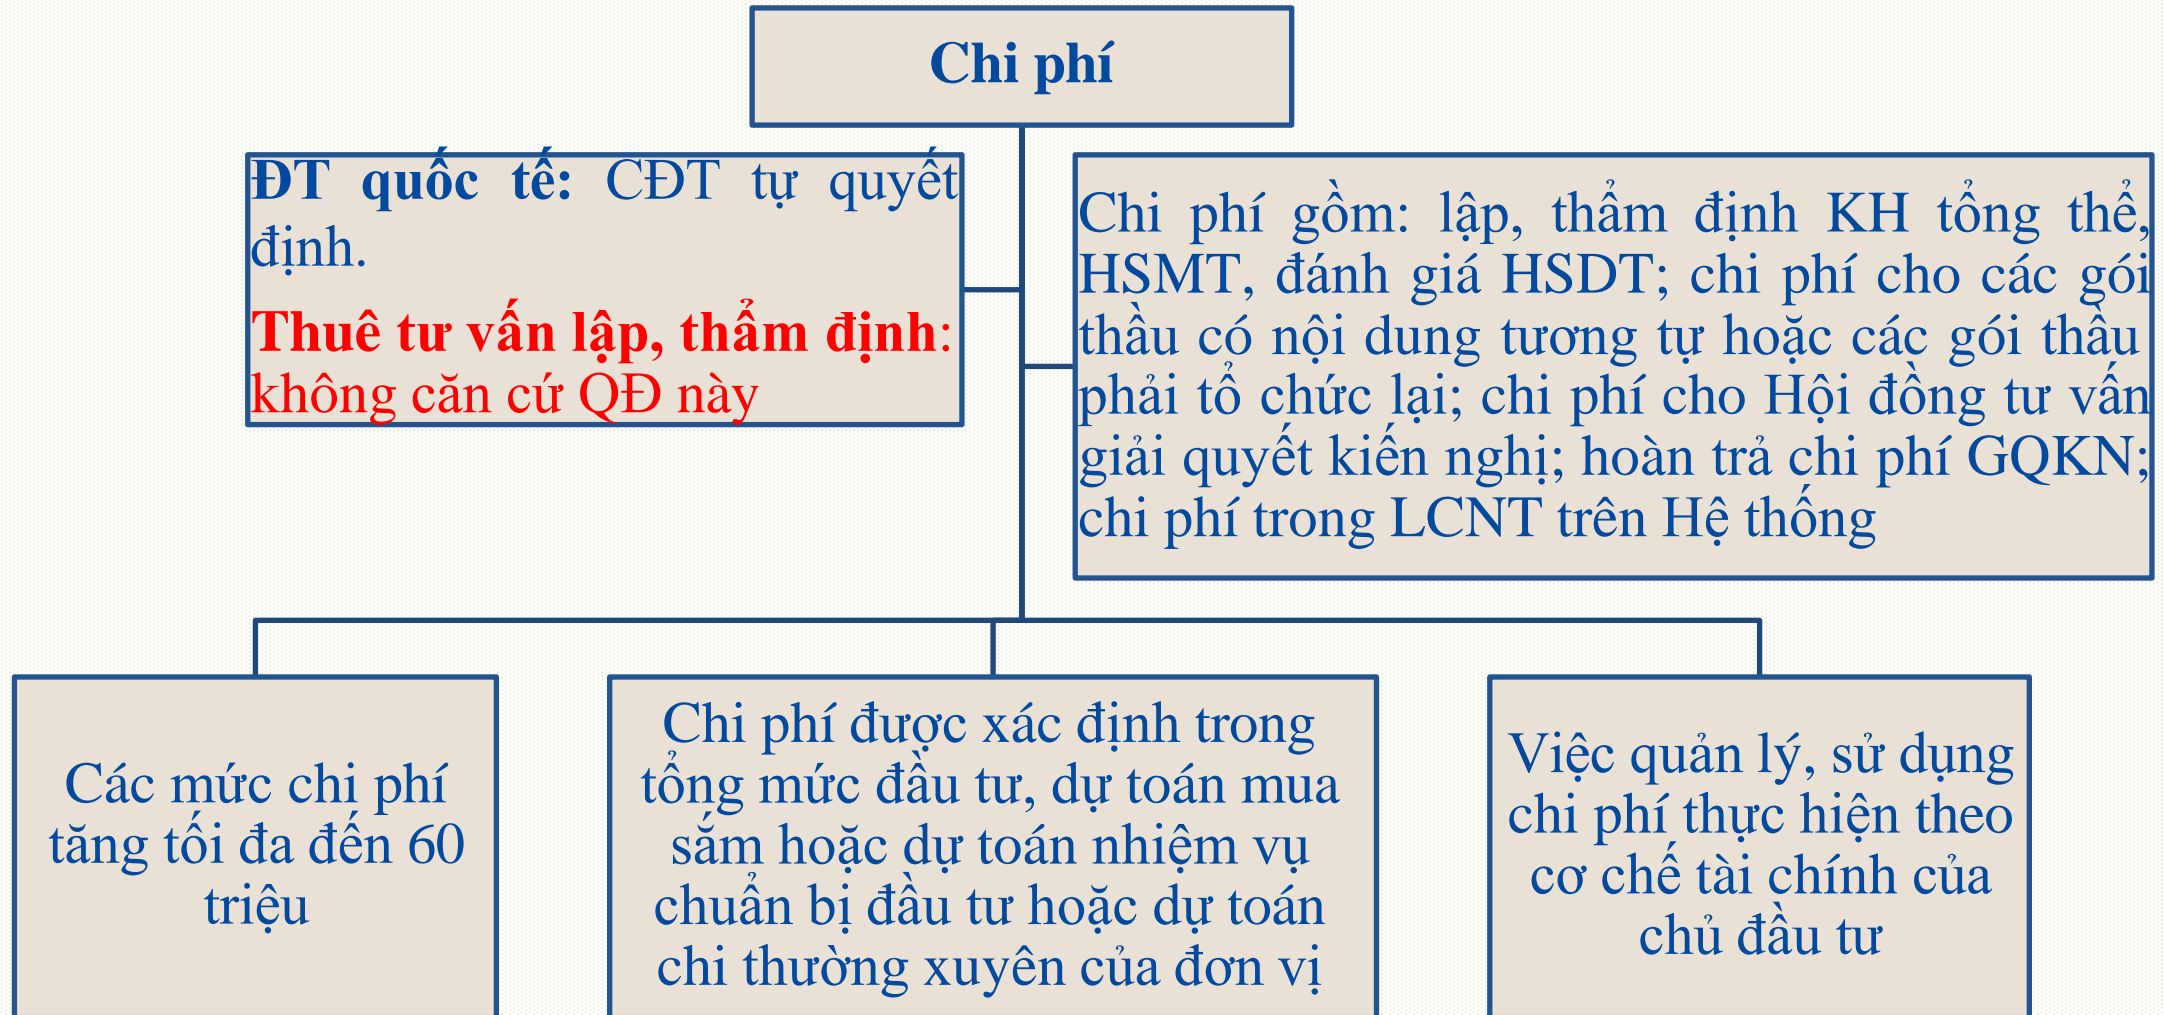 Chi phí
ĐT quốc tế: CĐT tự quyết
định.
Thuê tư vấn lập, thẩm định:
không căn cứ QĐ này
Chi phí gồm: lập, thẩm định KH tổng thể,
HSMT, đánh giá HSDT; chi phí cho các gói
thầu có nội dung tương tự hoặc các gói thầu
phải tổ chức lại; chi phí cho Hội đồng tư vấn
giải quyết kiến nghị; hoàn trả chi phí GQKN;
chi phí trong LCNT trên Hệ thống
Các mức chi phí
tăng tối đa đến 60
triệu
Chi phí được xác định trong
tổng mức đầu tư, dự toán mua
sắm hoặc dự toán nhiệm vụ
chuẩn bị đầu tư hoặc dự toán
chi thường xuyên của đơn vị
Việc quản lý, sử dụng
chi phí thực hiện theo
cơ chế tài chính của
chủ đầu tư